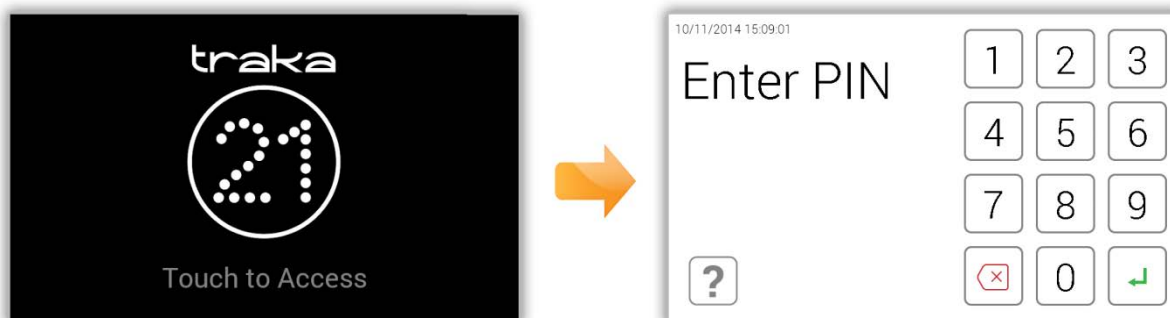 traka
21
Touch to Access
10/11/2014 15:09:01
Enter PIN
1 2 3
4 5 6
7 8 9
? 0